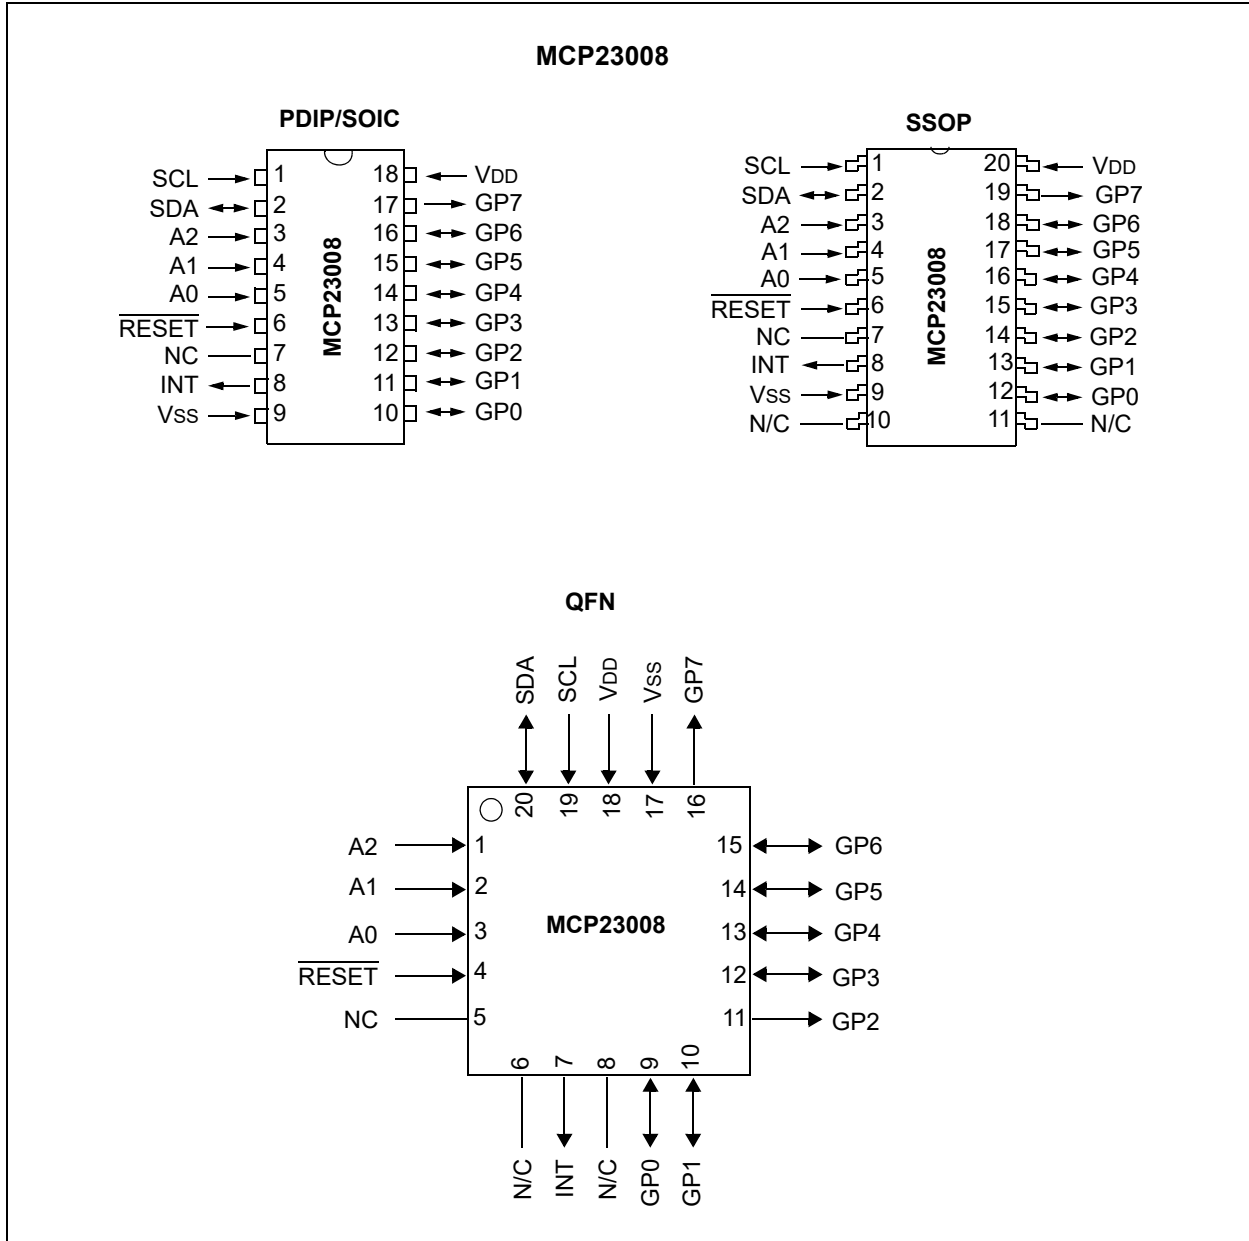 MCP23008
PDIP/SOIC
SCL 1 18 VDD
SDA 2 17 GP7
A2 3 16 GP6
A1 4 15 GP5
A0 5 14 GP4
RESET 6 13 GP3
NC 7 12 GP2
INT 8 11 GP1
VSS 9 10 GP0
MCP23008
SSOP
SCL 1 20 VDD
SDA 2 19 GP7
A2 3 18 GP6
A1 4 17 GP5
A0 5 16 GP4
RESET 6 15 GP3
NC 7 14 GP2
INT 8 13 GP1
VSS 9 12 GP0
N/C 10 11 N/C
MCP23008
QFN
SDA SCL VDD VSS GP7
20 19 18 17 16
A2 1 15 GP6
A1 2 14 GP5
MCP23008
A0 3 13 GP4
RESET 4 12 GP3
NC 5 11 GP2
6 7 8 9 10
N/C INT N/C GP0 GP1